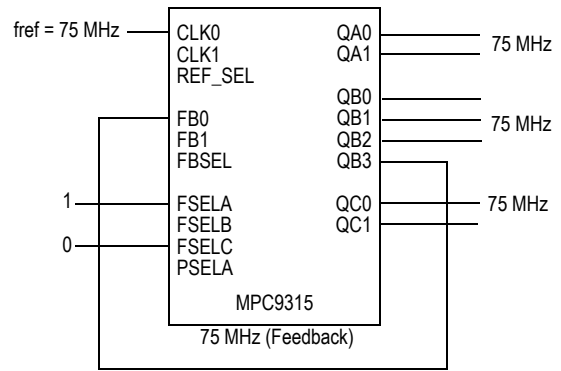 fref = 75 MHz
CLK0
CLK1
REF_SEL
FB0
FB1
FBSEL
1
FSELA
FSELB
0
FSELC
PSELA
QA0
QA1
75 MHz
QB0
QB1
QB2
QB3
75 MHz
QC0
QC1
75 MHz
MPC9315
75 MHz (Feedback)